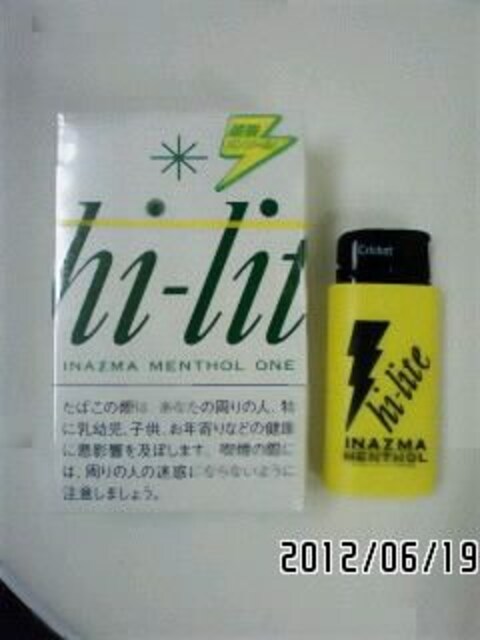 hi-lit
INAZMA MENTHOL ONE
たばこの煙は、あなたの周りの人、特
に乳幼児、子供、お年寄りなどの健康
に悪影響を及ぼします。喫煙の際に
は、周りの人の迷惑にならないように
注意しましょう。
Cricket
hi-lite
INAZMA
MENTHOL
2012/06/19